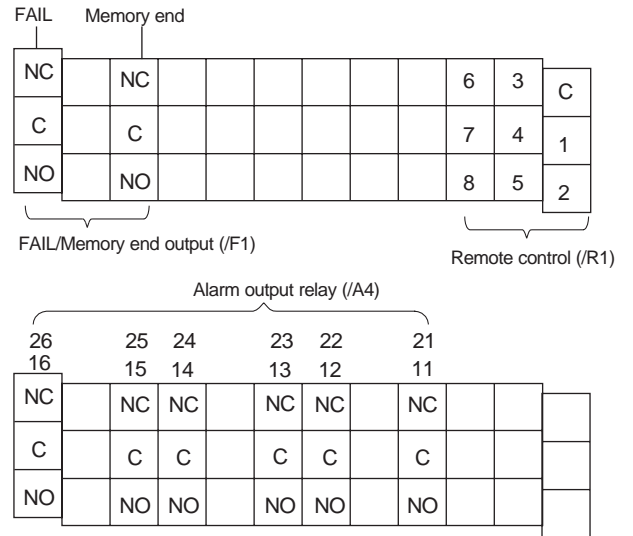 FAIL Memory end
NC NC 6 3 C
C C 7 4 1
NO NO 8 5 2
FAIL/Memory end output (/F1)
Remote control (/R1)
Alarm output relay (/A4)
26 25 24 23 22 21
16 15 14 13 12 11
NC NC NC NC NC NC
C C C C C C
NO NO NO NO NO NO